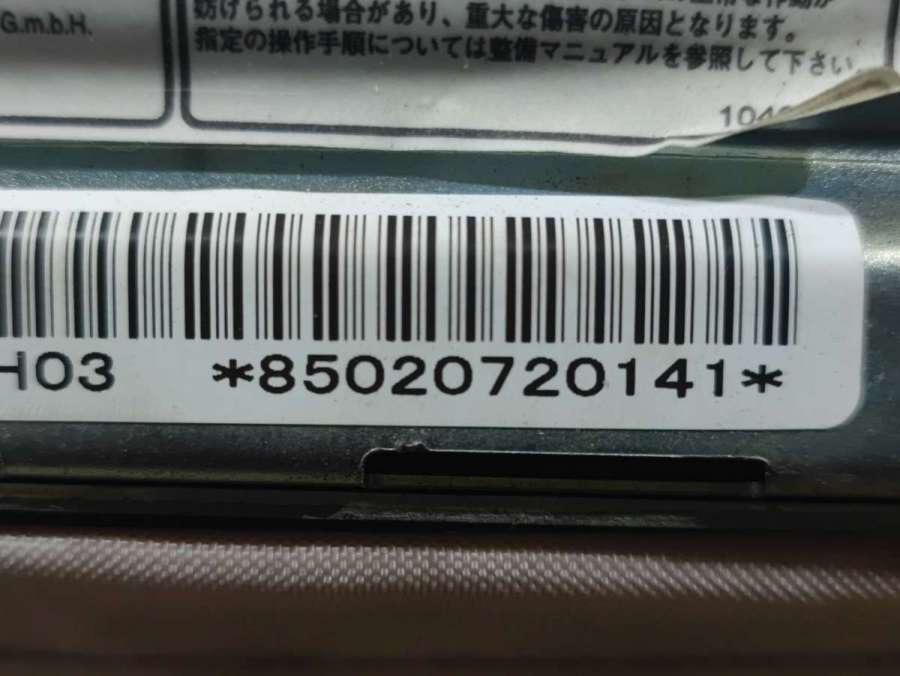 G.m.b.H.
妨げられる場合があり、重大な傷害の原因となります。
指定の操作手順については整備マニュアルを参照して下さい
104
H03 *85020720141*